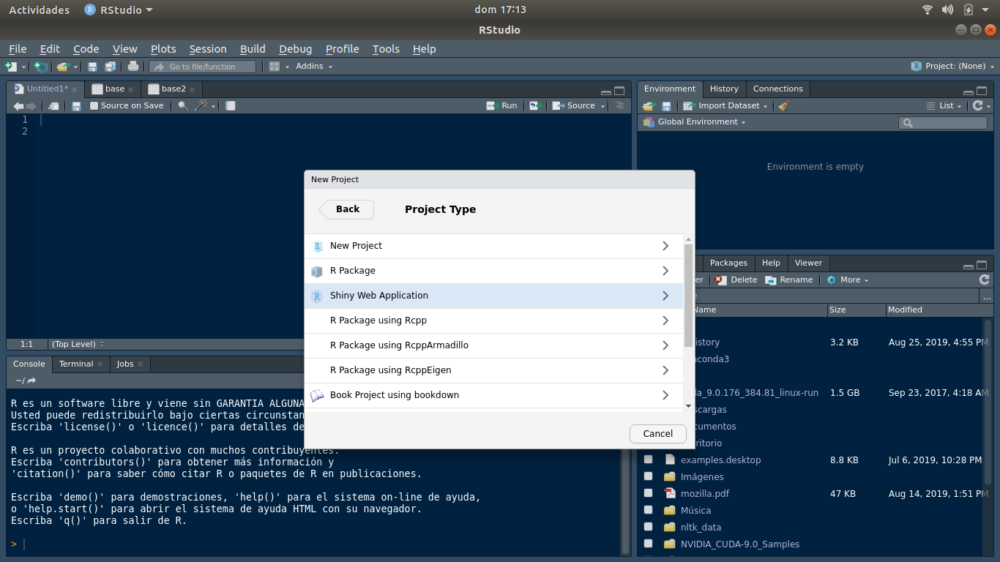 Actividades RStudio dom 17:13
RStudio
File Edit Code View Plots Session Build Debug Profile Tools Help
Go to file/function Addins Project: (None)
Untitled1* base base2
Source on Save Run Source
1
2
1:1 (Top Level)
Environment History Connections
Import Dataset List
Global Environment
Environment is empty
New Project
Back Project Type
New Project
R Package
Shiny Web Application
R Package using Rcpp
R Package using RcppArmadillo
R Package using RcppEigen
Book Project using bookdown
Cancel
Packages Help Viewer
Delete Rename More
...
Name Size Modified
istory 3.2 KB Aug 25, 2019, 4:55 PM
conda3
la_9.0.176_384.81_linux-run 1.5 GB Sep 23, 2017, 4:18 AM
scargas
cumentos
ritorio
examples.desktop 8.8 KB Jul 6, 2019, 10:28 PM
Imágenes
mozilla.pdf 47 KB Aug 14, 2019, 1:51 PM
Música
nltk_data
NVIDIA_CUDA-9.0_Samples
Console Terminal Jobs
~/
R es un software libre y viene sin GARANTIA ALGUNA
Usted puede redistribuirlo bajo ciertas circunstan
Escriba 'license()' o 'licence()' para detalles de
R es un proyecto colaborativo con muchos contribuyentes.
Escriba 'contributors()' para obtener más información y
'citation()' para saber cómo citar R o paquetes de R en publicaciones.
Escriba 'demo()' para demostraciones, 'help()' para el sistema on-line de ayuda,
o 'help.start()' para abrir el sistema de ayuda HTML con su navegador.
Escriba 'q()' para salir de R.
>